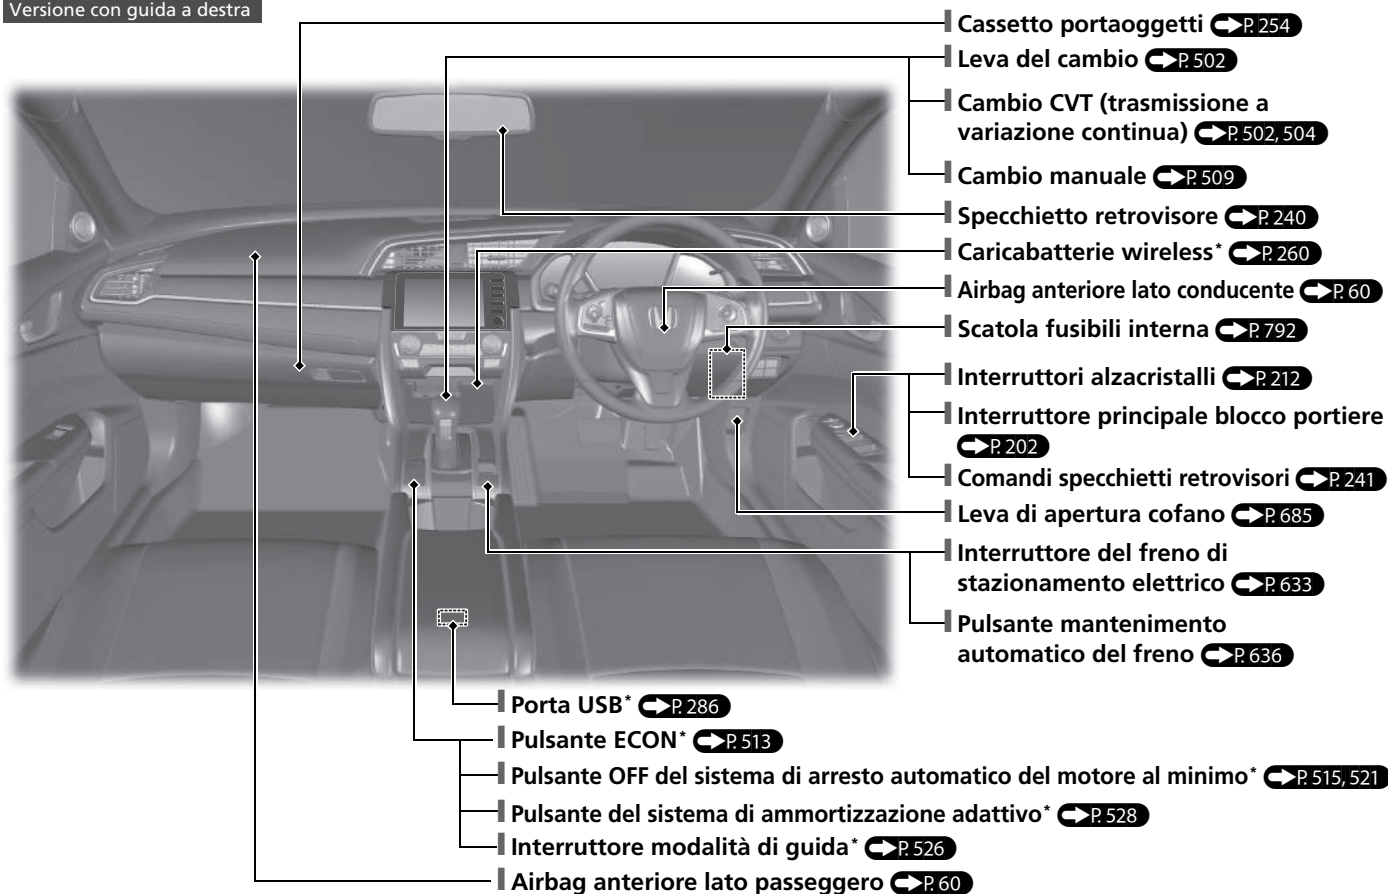 Versione con guida a destra
Cassetto portaoggetti P. 254
Leva del cambio P. 502
Cambio CVT (trasmissione a
variazione continua) P. 502, 504
Cambio manuale P. 509
Specchietto retrovisore P. 240
Caricabatterie wireless* P. 260
Airbag anteriore lato conducente P. 60
Scatola fusibili interna P. 792
Interruttori alzacristalli P. 212
Interruttore principale blocco portiere
P. 202
Comandi specchietti retrovisori P. 241
Leva di apertura cofano P. 685
Interruttore del freno di
stazionamento elettrico P. 633
Pulsante mantenimento
automatico del freno P. 636
Porta USB* P. 286
Pulsante ECON* P. 513
Pulsante OFF del sistema di arresto automatico del motore al minimo* P. 515, 521
Pulsante del sistema di ammortizzazione adattivo* P. 528
Interruttore modalità di guida* P. 526
Airbag anteriore lato passeggero P. 60